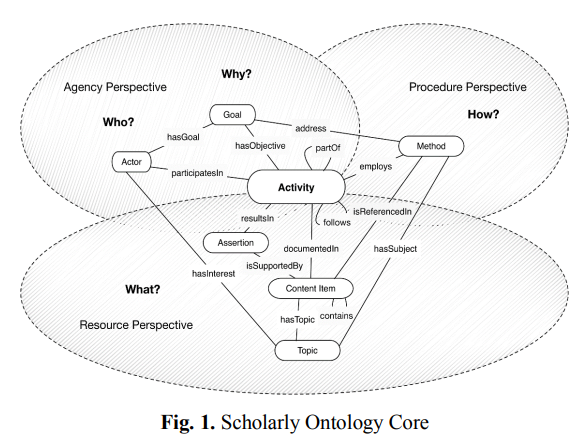 Why?
Agency Perspective
Procedure Perspective
Who?
Goal
How?
hasGoal
address
hasObjective
partOf
Method
Actor
participatesIn
employs
Activity
resultsIn
follows
isReferencedIn
Assertion
documentedIn
hasSubject
isSupportedBy
hasInterest
What?
Content Item
Resource Perspective
hasTopic
contains
Topic
Fig. 1. Scholarly Ontology Core